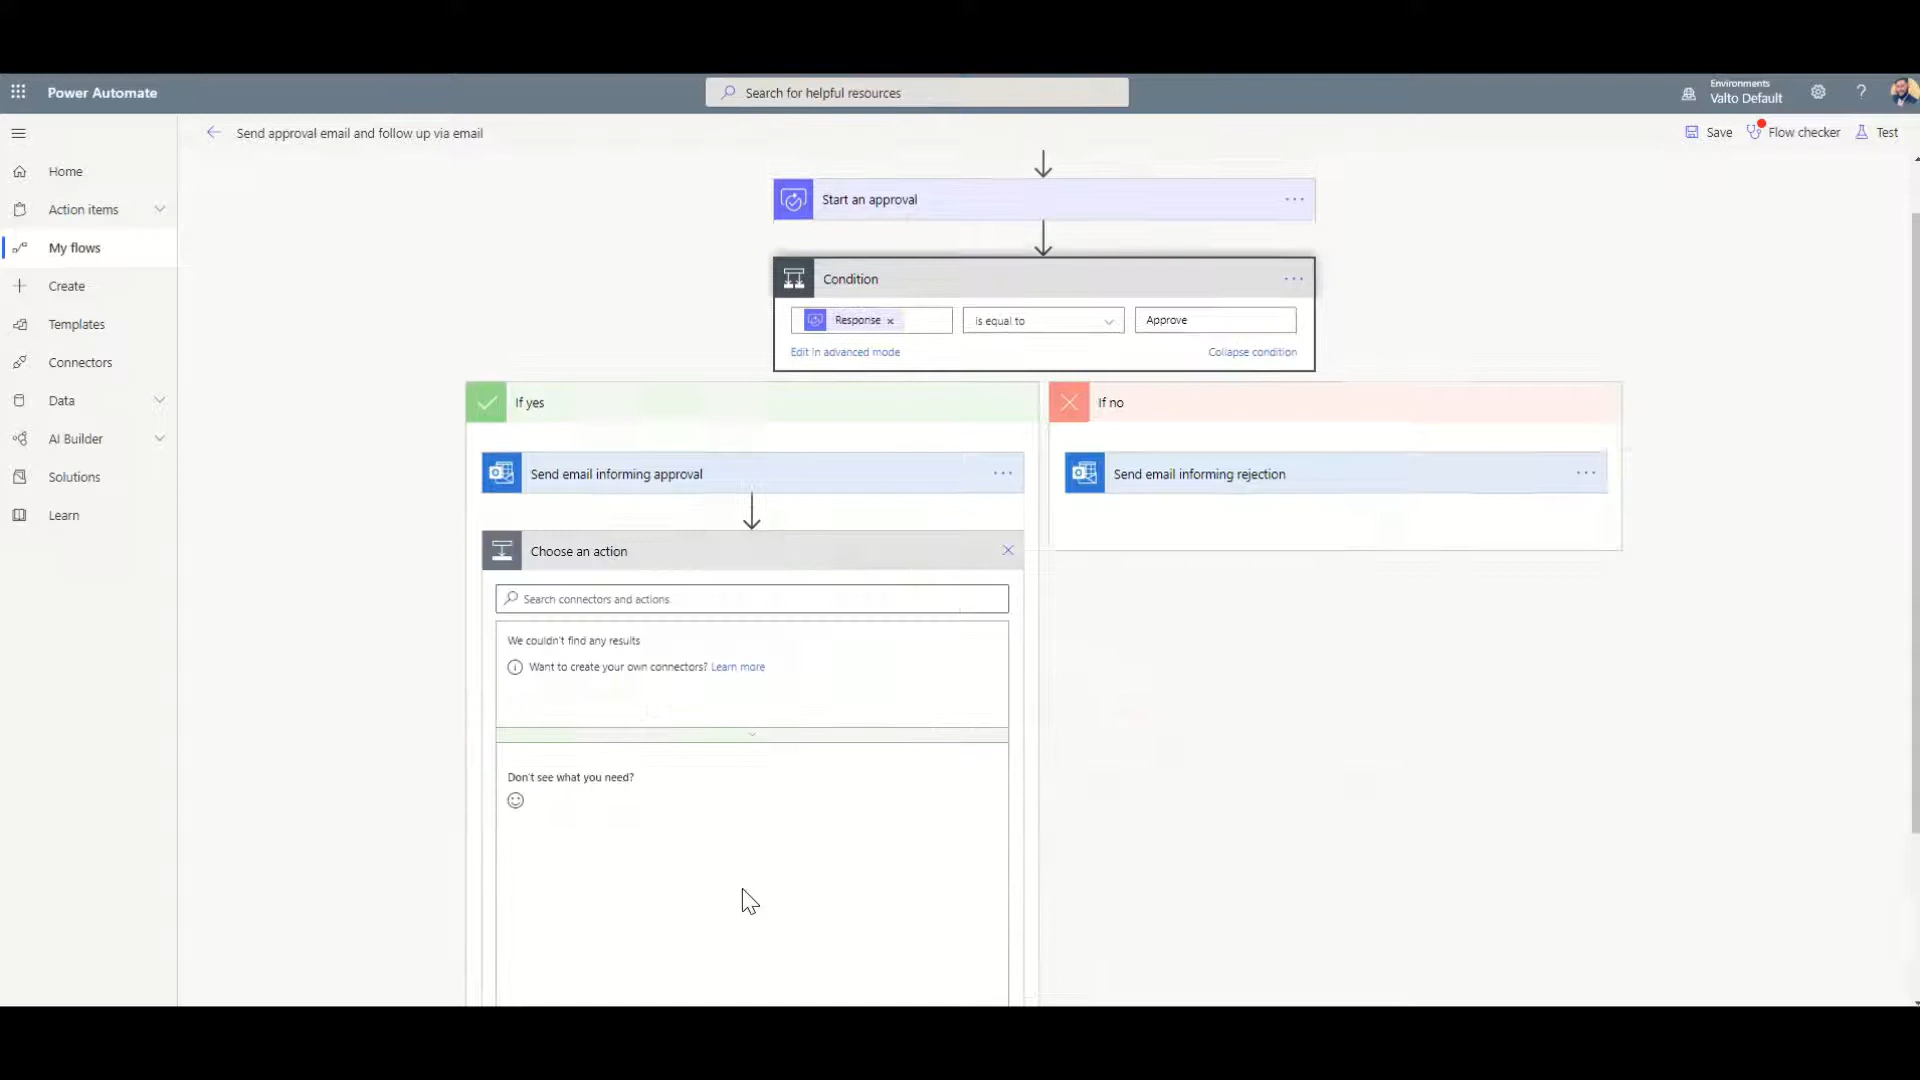 Power Automate
Search for helpful resources
Environments
Valto Default
?
Send approval email and follow up via email
Save
Flow checker
Test
Home
Action items
My flows
Create
Templates
Connectors
Data
AI Builder
Solutions
Learn
Start an approval
Condition
Response
is equal to
Approve
Edit in advanced mode
Collapse condition
If yes
If no
Send email informing approval
Send email informing rejection
Choose an action
Search connectors and actions
We couldn't find any results
Want to create your own connectors? Learn more
Don't see what you need?